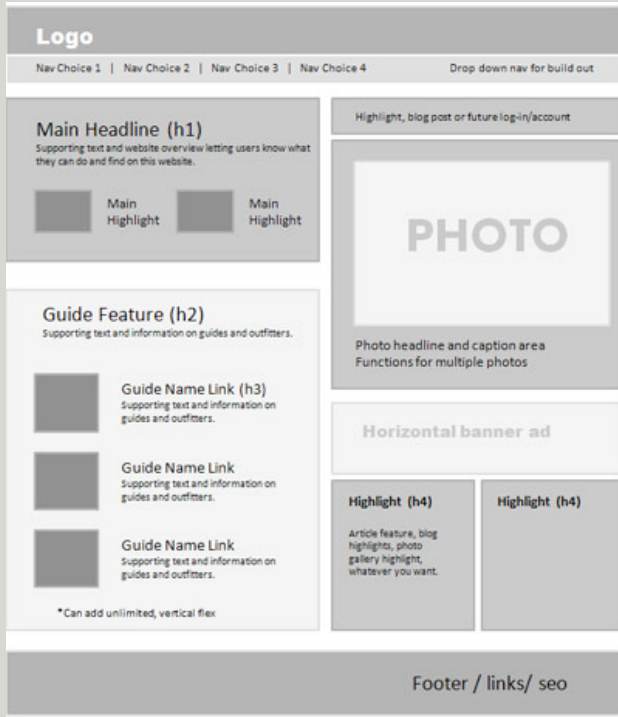 Logo
Nav Choice 1 | Nav Choice 2 | Nav Choice 3 | Nav Choice 4
Drop down nav for build out
Main Headline (h1)
Supporting text and website overview letting users know what
they can do and find on this website.
Main
Highlight
Main
Highlight
Guide Feature (h2)
Supporting text and information on guides and outfitters.
Guide Name Link (h3)
Supporting text and information on
guides and outfitters.
Guide Name Link
Supporting text and information on
guides and outfitters.
Guide Name Link
Supporting text and information on
guides and outfitters.
*Can add unlimited, vertical flex
Highlight, blog post or future log-in/account
PHOTO
Photo headline and caption area
Functions for multiple photos
Horizontal banner ad
Highlight (h4)
Article feature, blog
highlights, photo
gallery highlight,
whatever you want.
Highlight (h4)
Footer / links/ seo